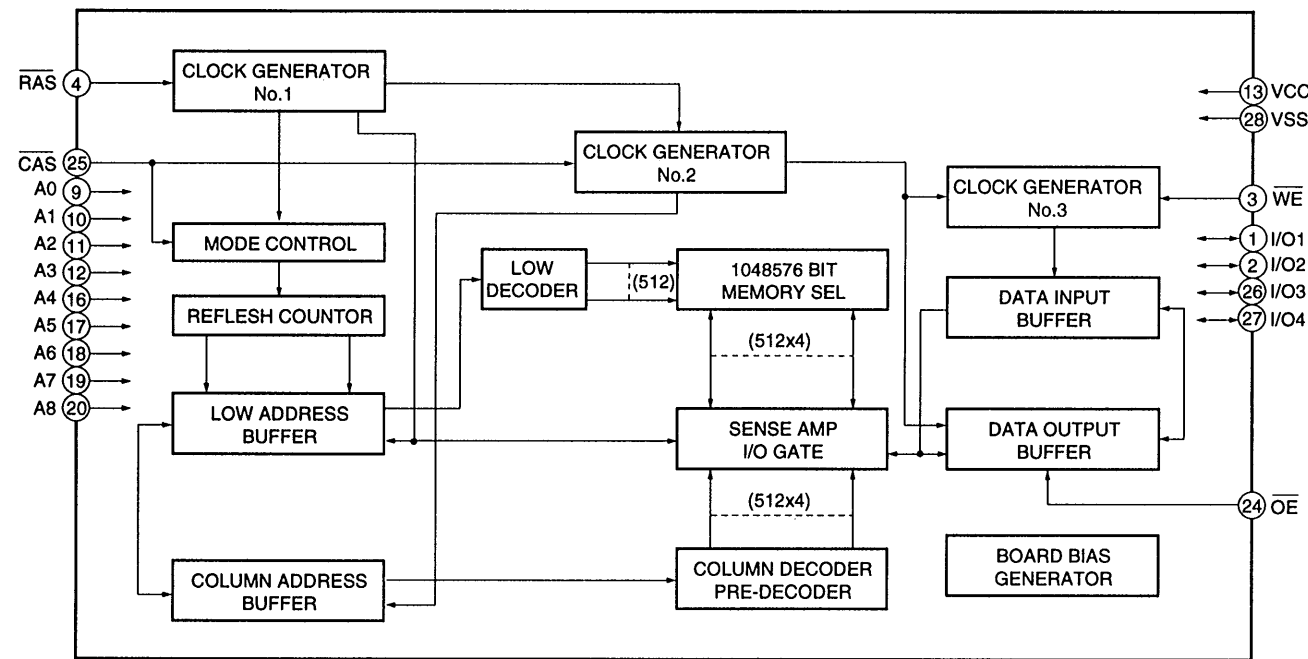 RAS 4
CLOCK GENERATOR
No.1
13 VCC
28 VSS
CAS 25
CLOCK GENERATOR
No.2
CLOCK GENERATOR
No.3
3 WE
A0 9
A1 10
A2 11
A3 12
A4 16
A5 17
A6 18
A7 19
A8 20
1 I/O1
2 I/O2
26 I/O3
27 I/O4
MODE CONTROL
REFLESH COUNTOR
LOW
DECODER
(512)
1048576 BIT
MEMORY SEL
DATA INPUT
BUFFER
(512x4)
LOW ADDRESS
BUFFER
SENSE AMP
I/O GATE
DATA OUTPUT
BUFFER
(512x4)
24 OE
COLUMN ADDRESS
BUFFER
COLUMN DECODER
PRE-DECODER
BOARD BIAS
GENERATOR